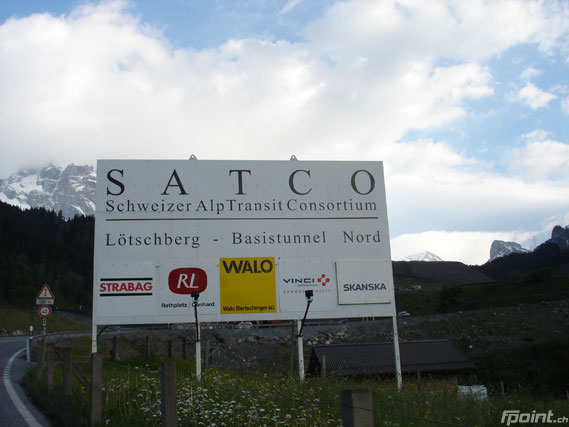 SATCO
Schweizer AlpTransit Consortium
Lötschberg - Basistunnel Nord
STRABAG
RL
Rothpletz Lienhard
WALO
Walo Bertschinger AG
VINCI
SKANSKA
fpoint.ch